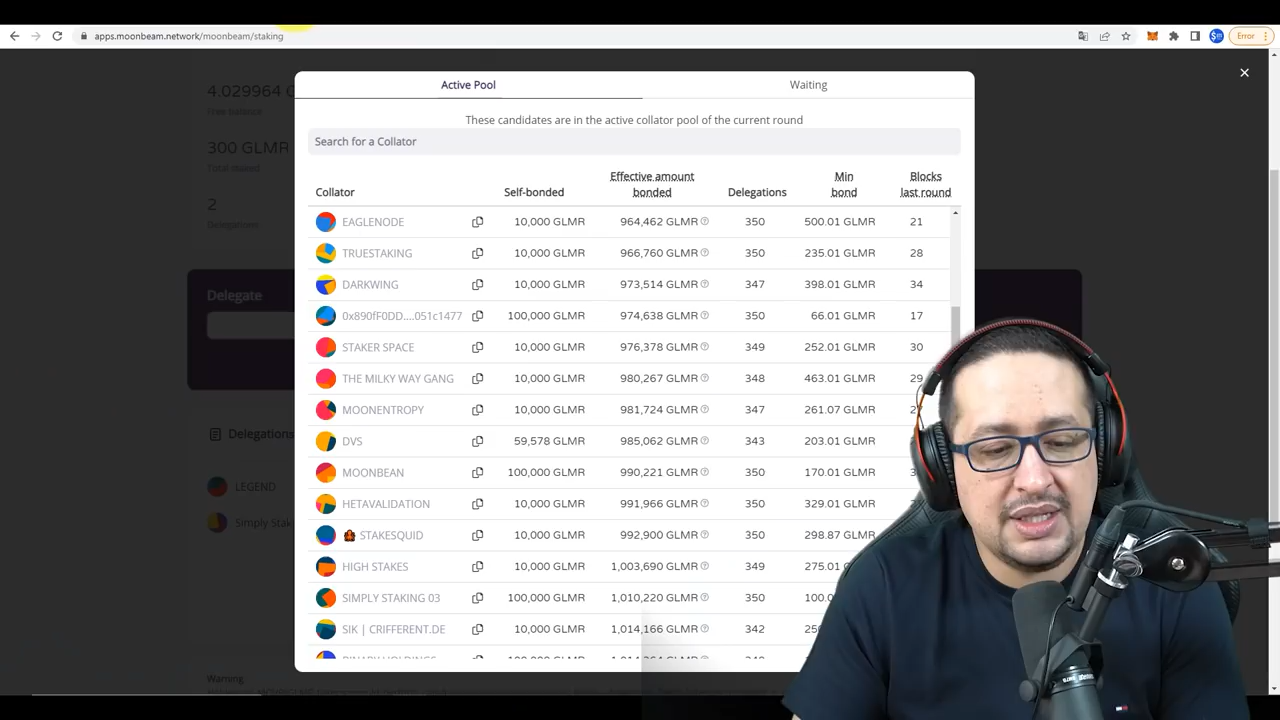 apps.moonbeam.network/moonbeam/staking
Error
4.029964
Free balance
300 GLMR
Total staked
2
Delegations
Delegate
Delegations
LEGEND
Simply Stak
Warning
Active Pool Waiting
These candidates are in the active collator pool of the current round
Search for a Collator
Collator Self-bonded Effective amount bonded Delegations Min bond Blocks last round
EAGLENODE 10,000 GLMR 964,462 GLMR 350 500.01 GLMR 21
TRUESTAKING 10,000 GLMR 966,760 GLMR 350 235.01 GLMR 28
DARKWING 10,000 GLMR 973,514 GLMR 347 398.01 GLMR 34
0x890fF0DD....051c1477 100,000 GLMR 974,638 GLMR 350 66.01 GLMR 17
STAKER SPACE 10,000 GLMR 976,378 GLMR 349 252.01 GLMR 30
THE MILKY WAY GANG 10,000 GLMR 980,267 GLMR 348 463.01 GLMR 29
MOONENTROPY 10,000 GLMR 981,724 GLMR 347 261.07 GLMR
DVS 59,578 GLMR 985,062 GLMR 343 203.01 GLMR
MOONBEAN 100,000 GLMR 990,221 GLMR 350 170.01 GLMR
HETAVALIDATION 10,000 GLMR 991,966 GLMR 350 329.01 GLMR
STAKESQUID 10,000 GLMR 992,900 GLMR 350 298.87 GLMR
HIGH STAKES 10,000 GLMR 1,003,690 GLMR 349 275.01 GLMR
SIMPLY STAKING 03 100,000 GLMR 1,010,220 GLMR 350 100.0
SIK | CRIFFERENT.DE 10,000 GLMR 1,014,166 GLMR 342